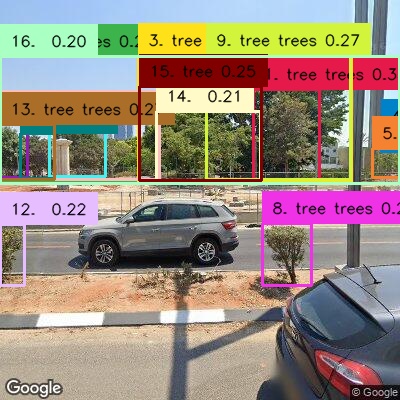 16. 0.20
es 0.2
3. tree
9. tree trees 0.27
15. tree 0.25
1. tree trees 0.3
14. 0.21
13. tree trees 0.2
5.
12. 0.22
8. tree trees 0.2
Google
© Google